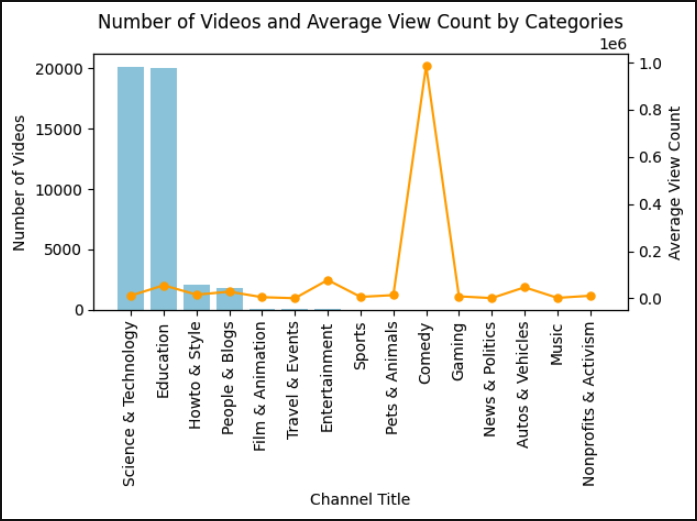 Number of Videos and Average View Count by Categories
1e6
20000
15000
10000
5000
0
Number of Videos
1.0
0.8
0.6
0.4
0.2
0.0
Average View Count
Science & Technology
Education
Howto & Style
People & Blogs
Film & Animation
Travel & Events
Entertainment
Sports
Pets & Animals
Comedy
Gaming
News & Politics
Autos & Vehicles
Music
Nonprofits & Activism
Channel Title